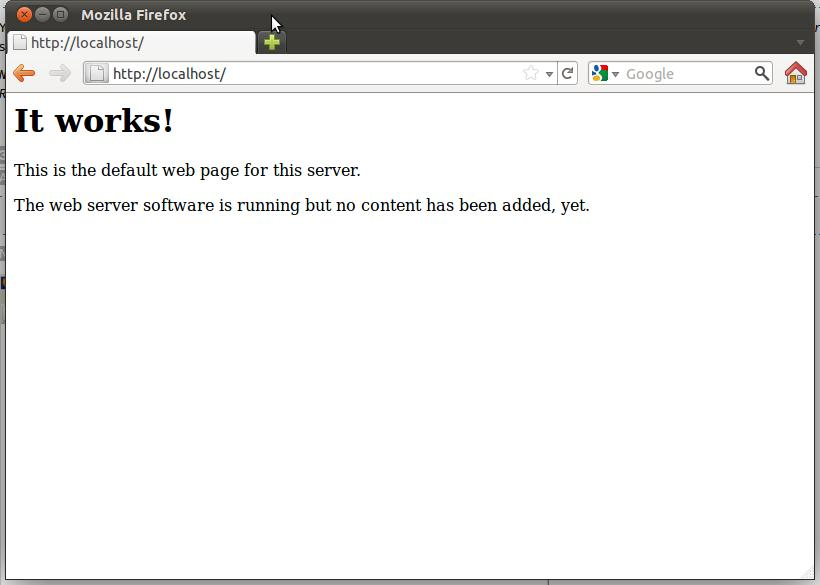 Mozilla Firefox
http://localhost/
http://localhost/
Google
It works!
This is the default web page for this server.
The web server software is running but no content has been added, yet.